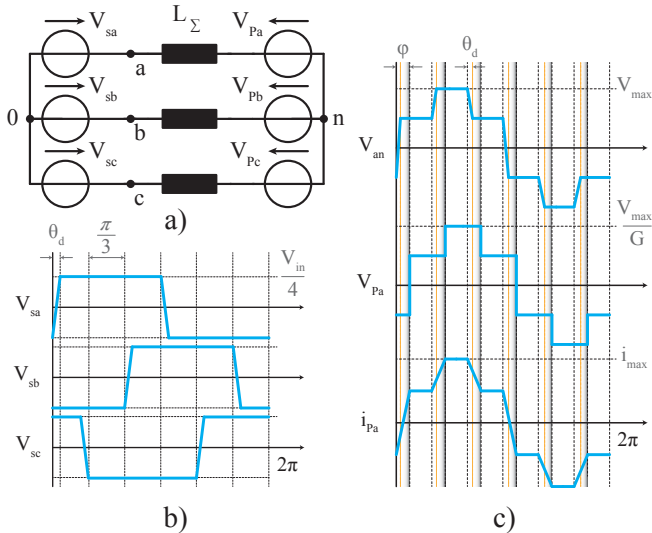 V_sa L_Σ V_Pa
a
V_sb V_Pb
0 b n
V_sc V_Pc
c
a)
θ_d π/3 V_in/4
V_sa
V_sb
V_sc
2π
b)
φ θ_d
V_max
V_an
V_max/G
V_Pa
i_max
i_Pa
2π
c)